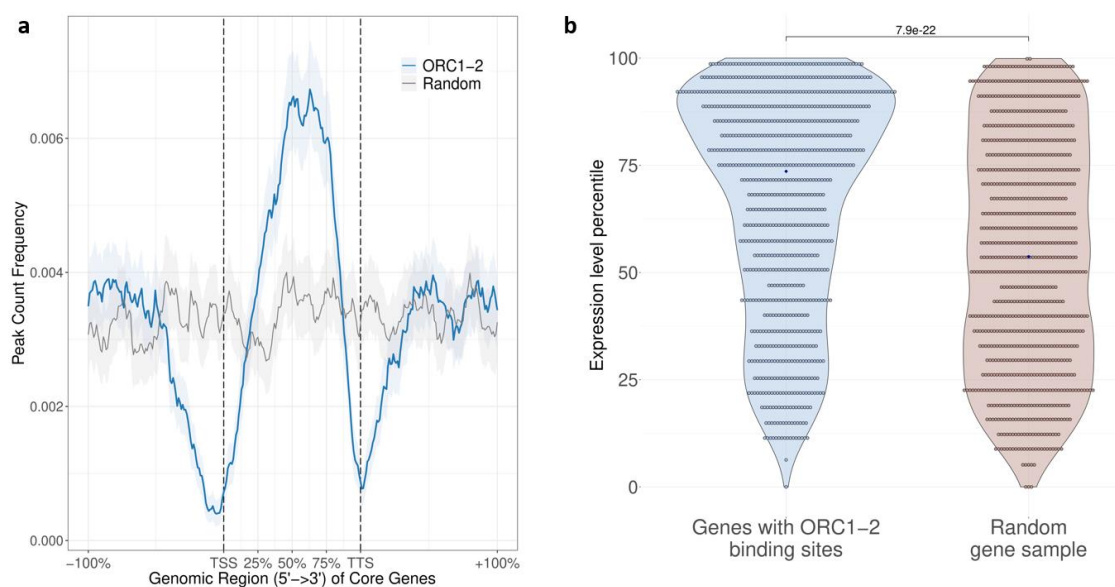 a
ORC1−2
Random
Peak Count Frequency
0.006
0.004
0.002
0.000
−100%
TSS
25%
50%
75%
TTS
+100%
Genomic Region (5'−>3') of Core Genes
b
7.9e−22
Expression level percentile
100
75
50
25
0
Genes with ORC1−2
binding sites
Random
gene sample